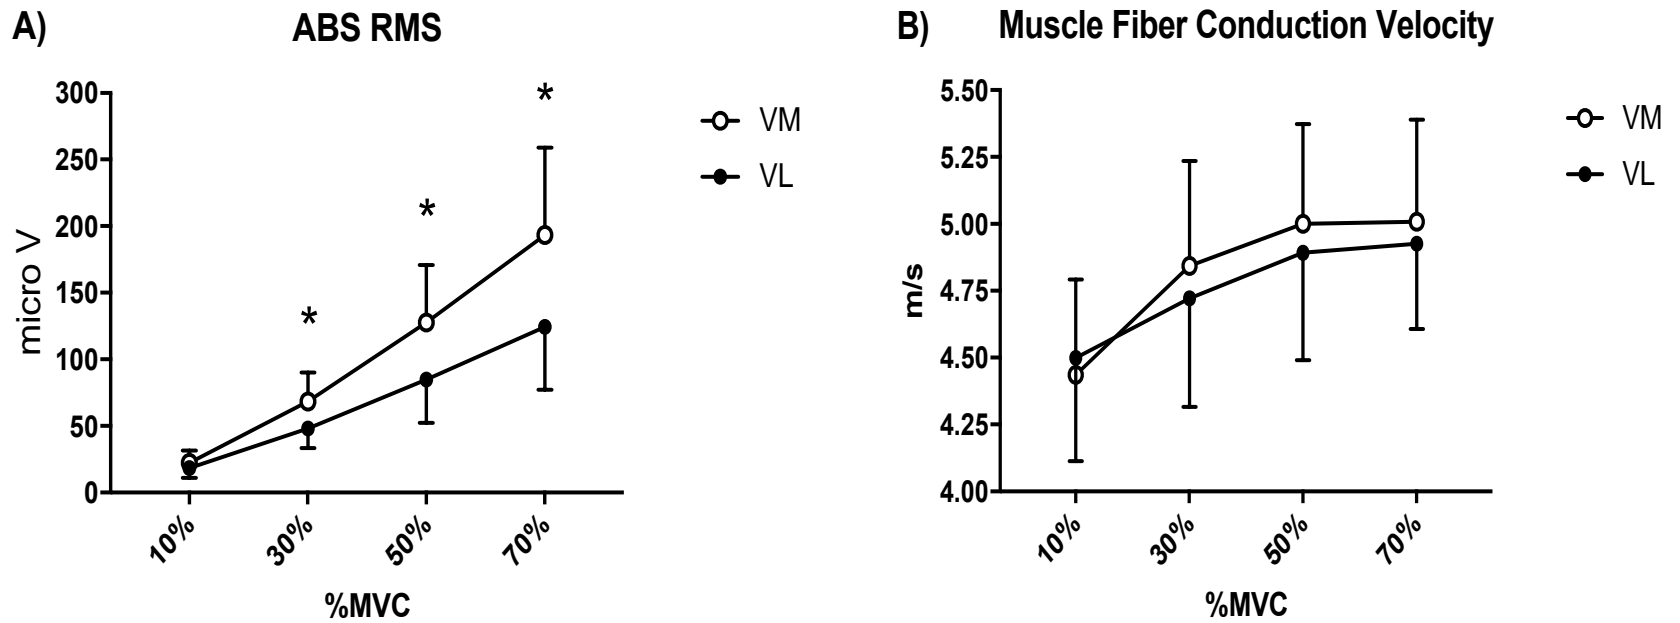 A)
ABS RMS
300
250
200
150
100
50
0
micro V
*
*
*
10%
30%
50%
70%
%MVC
VM
VL
B)
Muscle Fiber Conduction Velocity
5.50
5.25
5.00
4.75
4.50
4.25
4.00
m/s
10%
30%
50%
70%
%MVC
VM
VL